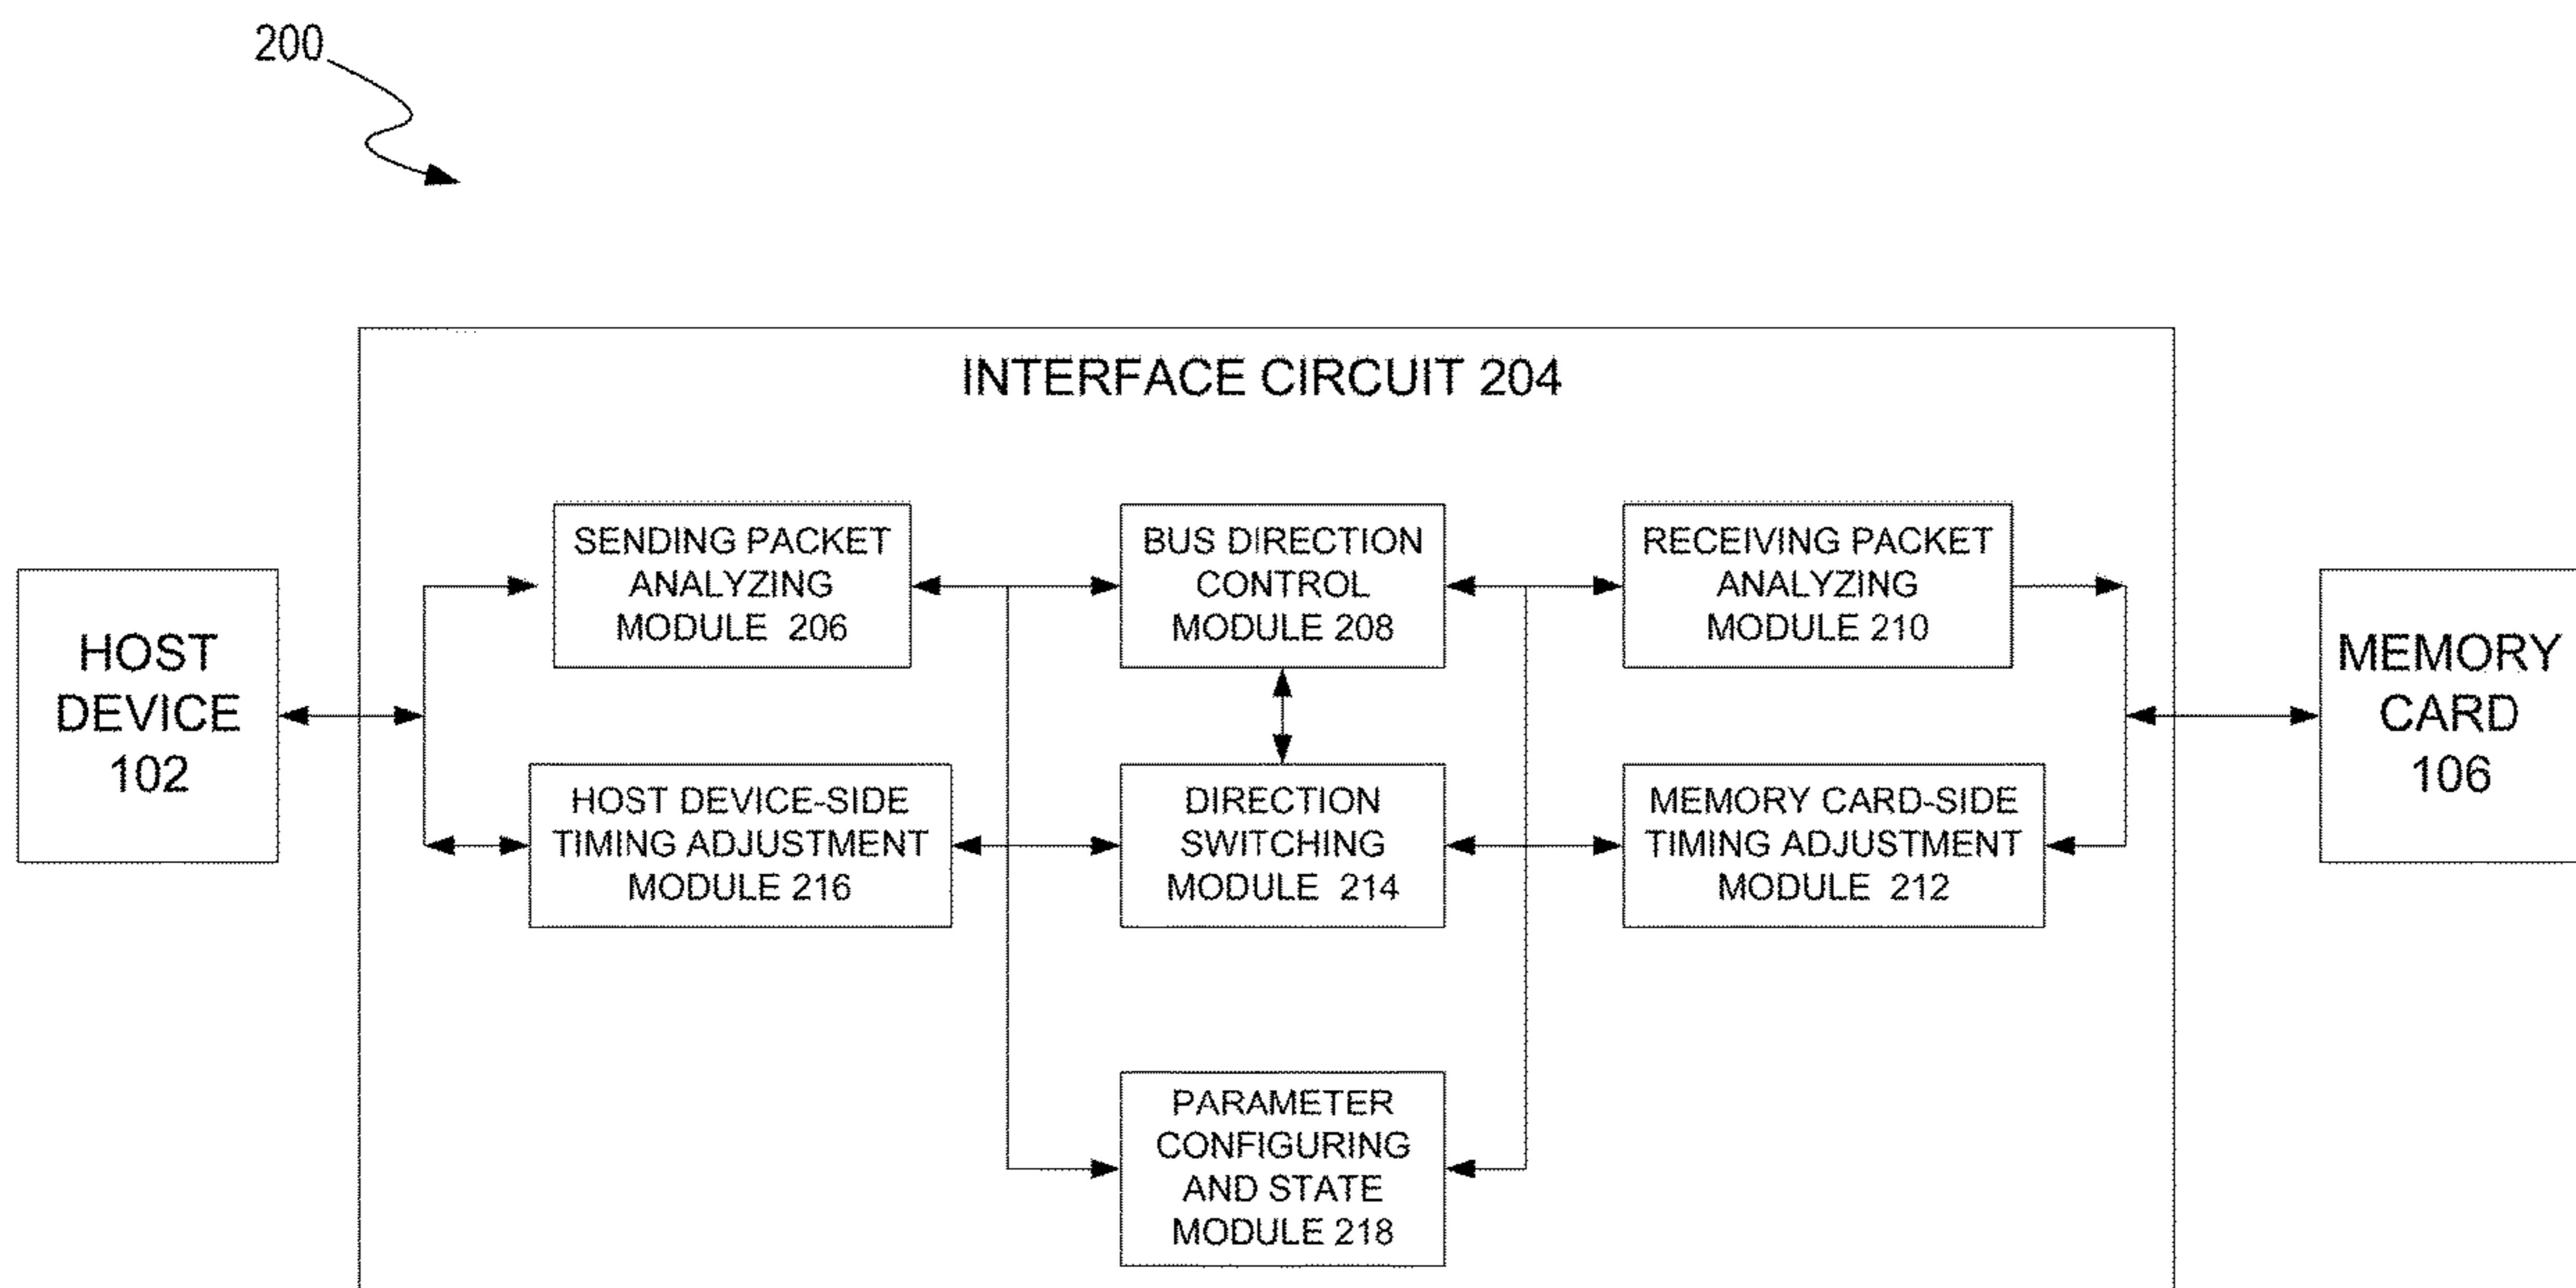 200
INTERFACE CIRCUIT 204
HOST
DEVICE
102
SENDING PACKET
ANALYZING
MODULE 206
BUS DIRECTION
CONTROL
MODULE 208
RECEIVING PACKET
ANALYZING
MODULE 210
MEMORY
CARD
106
HOST DEVICE-SIDE
TIMING ADJUSTMENT
MODULE 216
DIRECTION
SWITCHING
MODULE 214
MEMORY CARD-SIDE
TIMING ADJUSTMENT
MODULE 212
PARAMETER
CONFIGURING
AND STATE
MODULE 218